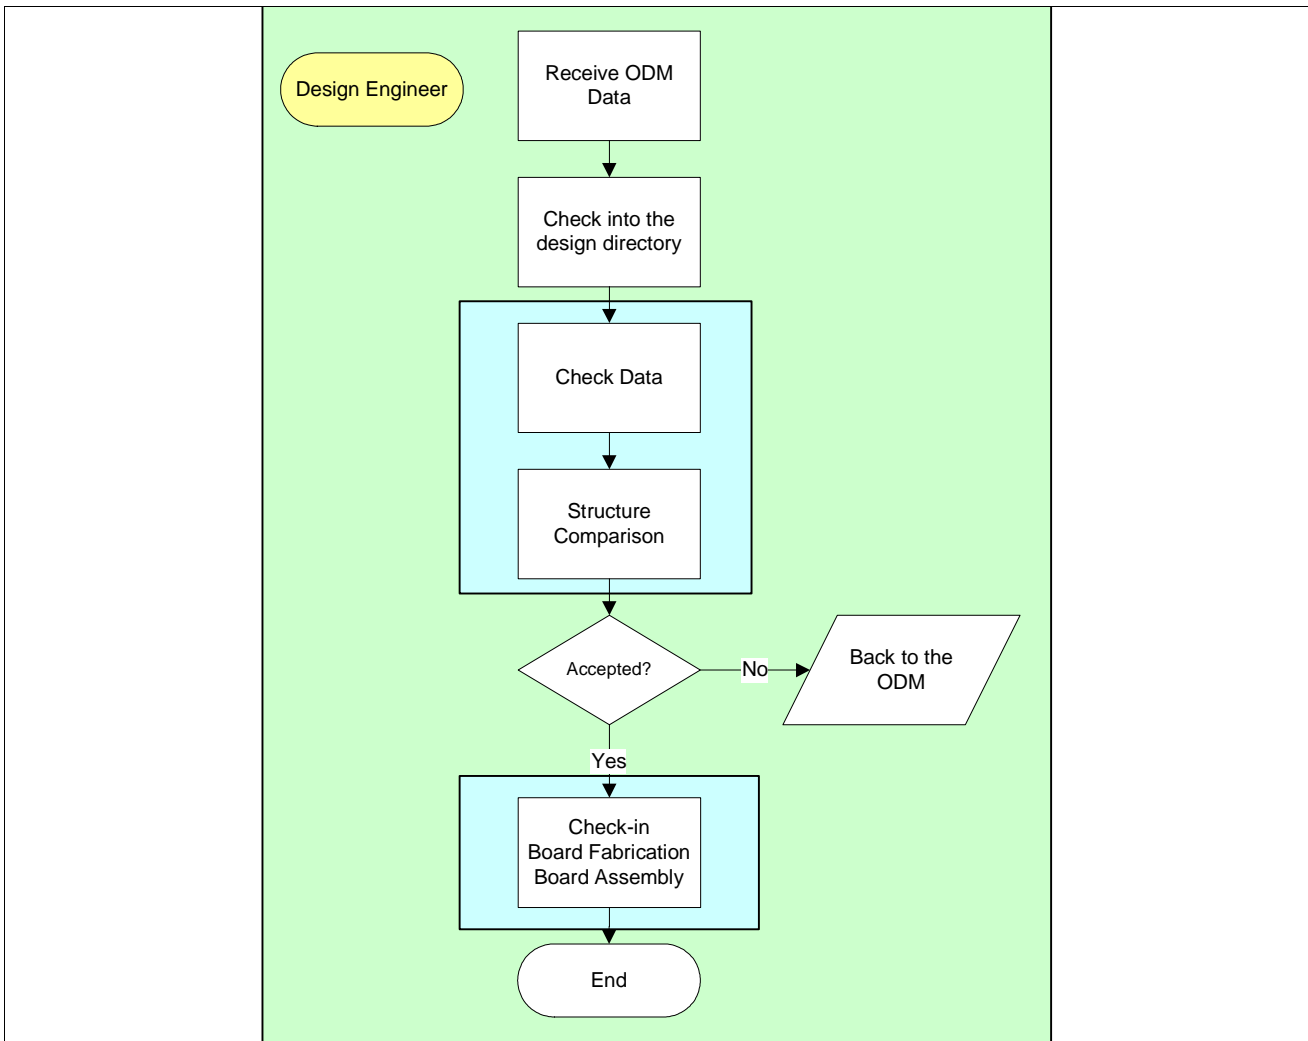 Design Engineer
Receive ODM
Data
Check into the
design directory
Check Data
Structure
Comparison
Accepted?
No
Back to the
ODM
Yes
Check-in
Board Fabrication
Board Assembly
End